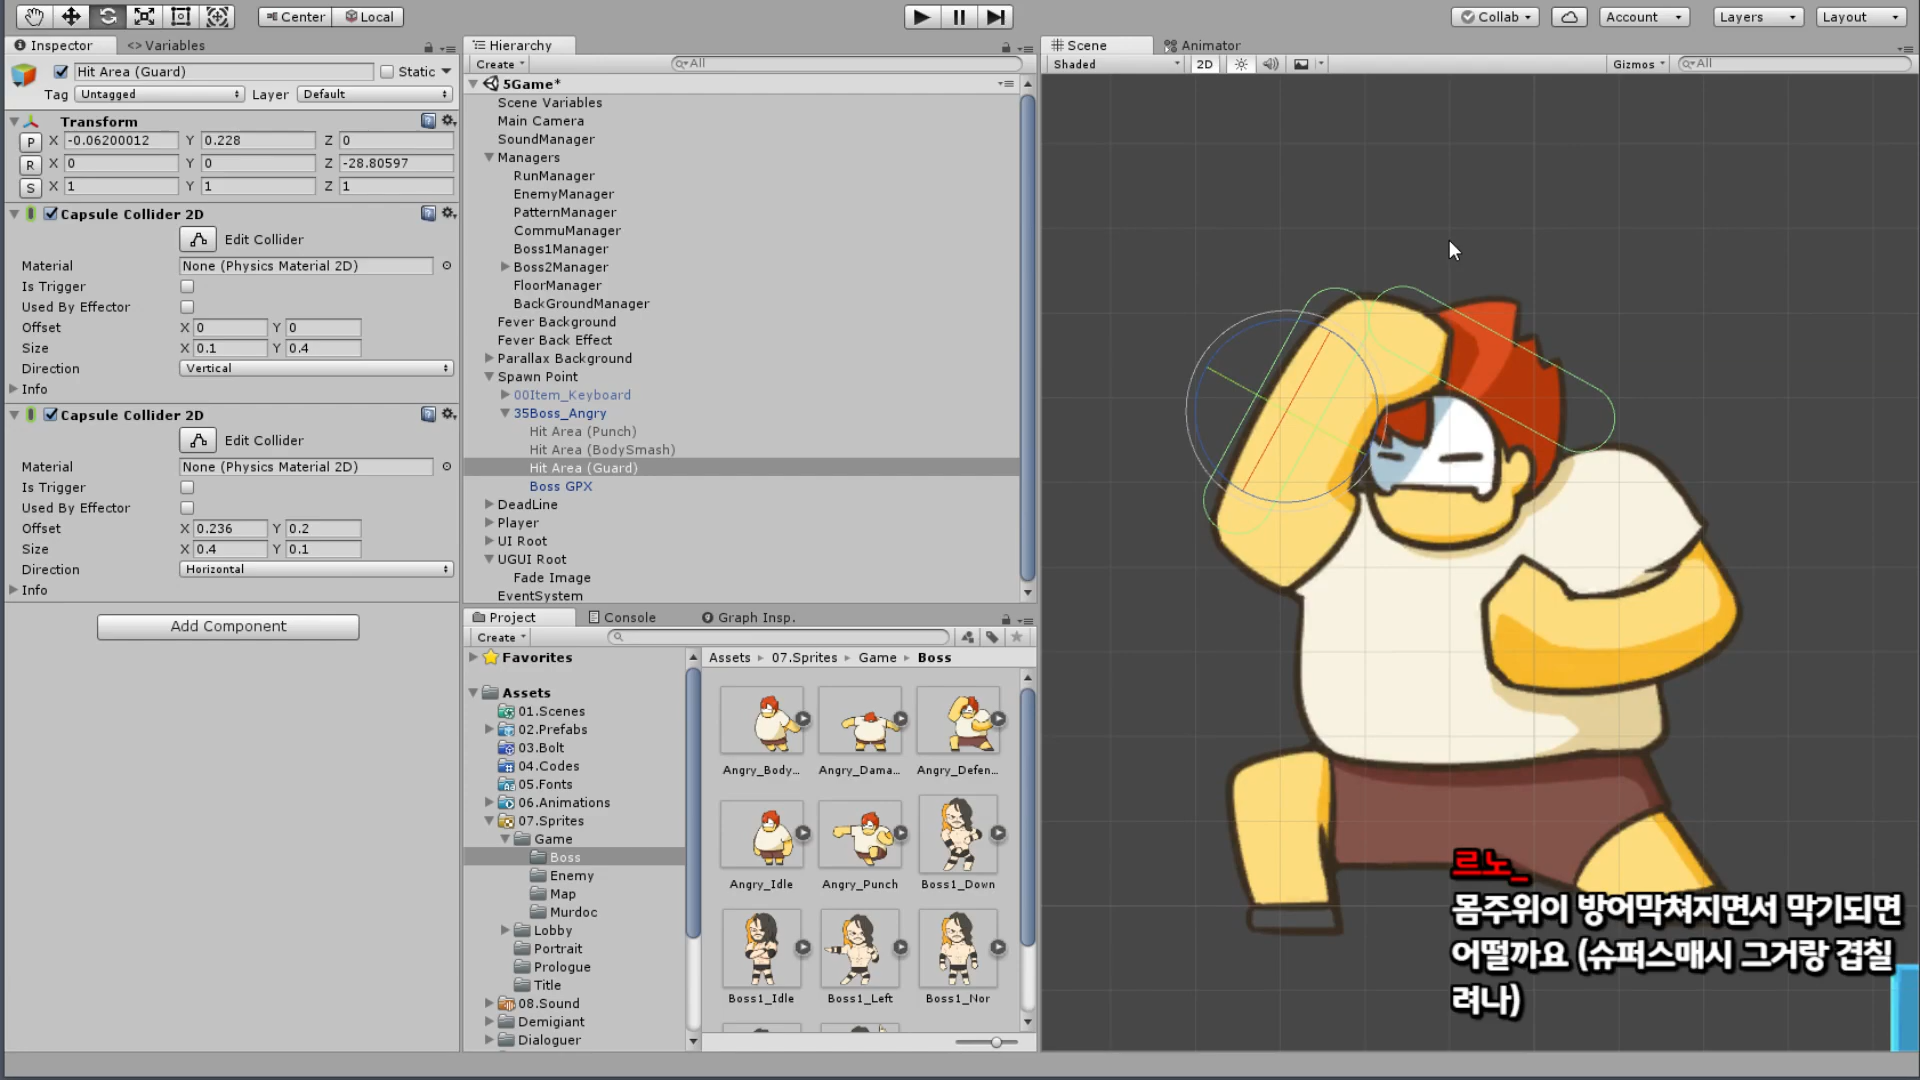 Center
Local
Collab
Account
Layers
Layout
Inspector
<> Variables
Hit Area (Guard)
Static
Tag
Untagged
Layer
Default
Transform
P X -0.06200012 Y 0.228 Z 0
R X 0 Y 0 Z -28.80597
S X 1 Y 1 Z 1
Capsule Collider 2D
Edit Collider
Material None (Physics Material 2D)
Is Trigger
Used By Effector
Offset X 0 Y 0
Size X 0.1 Y 0.4
Direction Vertical
Info
Capsule Collider 2D
Edit Collider
Material None (Physics Material 2D)
Is Trigger
Used By Effector
Offset X 0.236 Y 0.2
Size X 0.4 Y 0.1
Direction Horizontal
Info
Add Component
Hierarchy
Create
All
5Game*
Scene Variables
Main Camera
SoundManager
Managers
RunManager
EnemyManager
PatternManager
CommuManager
Boss1Manager
Boss2Manager
FloorManager
BackGroundManager
Fever Background
Fever Back Effect
Parallax Background
Spawn Point
00Item_Keyboard
35Boss_Angry
Hit Area (Punch)
Hit Area (BodySmash)
Hit Area (Guard)
Boss GPX
DeadLine
Player
UI Root
UGUI Root
Fade Image
EventSystem
Project
Console
Graph Insp.
Create
Favorites
Assets
01.Scenes
02.Prefabs
03.Bolt
04.Codes
05.Fonts
06.Animations
07.Sprites
Game
Boss
Enemy
Map
Murdoc
Lobby
Portrait
Prologue
Title
08.Sound
Demigiant
Dialoguer
Assets ▸ 07.Sprites ▸ Game ▸ Boss
Angry_Body...
Angry_Dama...
Angry_Defen...
Angry_Idle
Angry_Punch
Boss1_Down
Boss1_Idle
Boss1_Left
Boss1_Nor
Scene
Animator
Shaded
2D
Gizmos
All
르노_
몸주위이 방어막쳐지면서 막기되면
어떨까요 (슈퍼스매시 그거랑 겹칠
려나)